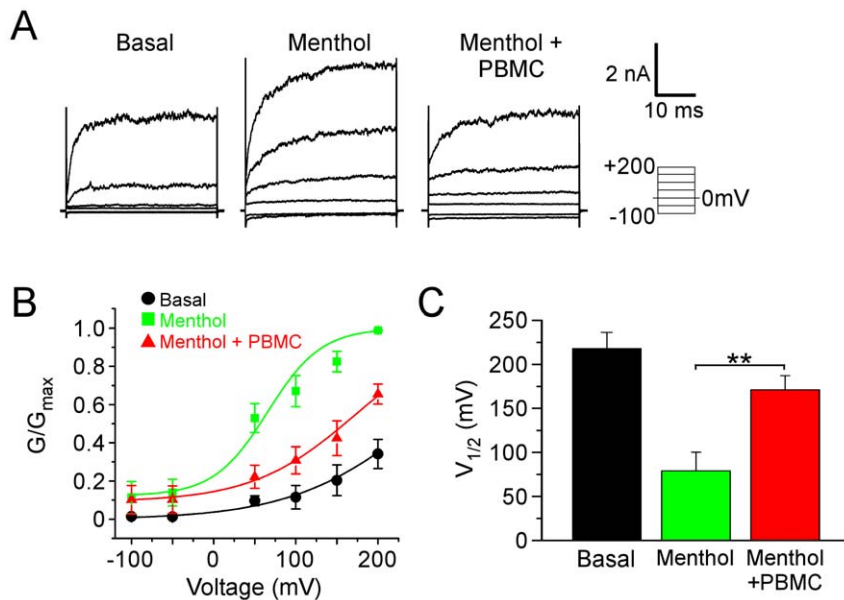 A
Basal
Menthol
Menthol +
PBMC
2 nA
10 ms
+200
0mV
-100
B
Basal
Menthol
Menthol + PBMC
1.0
0.8
0.6
0.4
0.2
0
G/Gmax
-100
0
100
200
Voltage (mV)
C
250
200
150
100
50
0
V1/2 (mV)
**
Basal
Menthol
Menthol
+PBMC